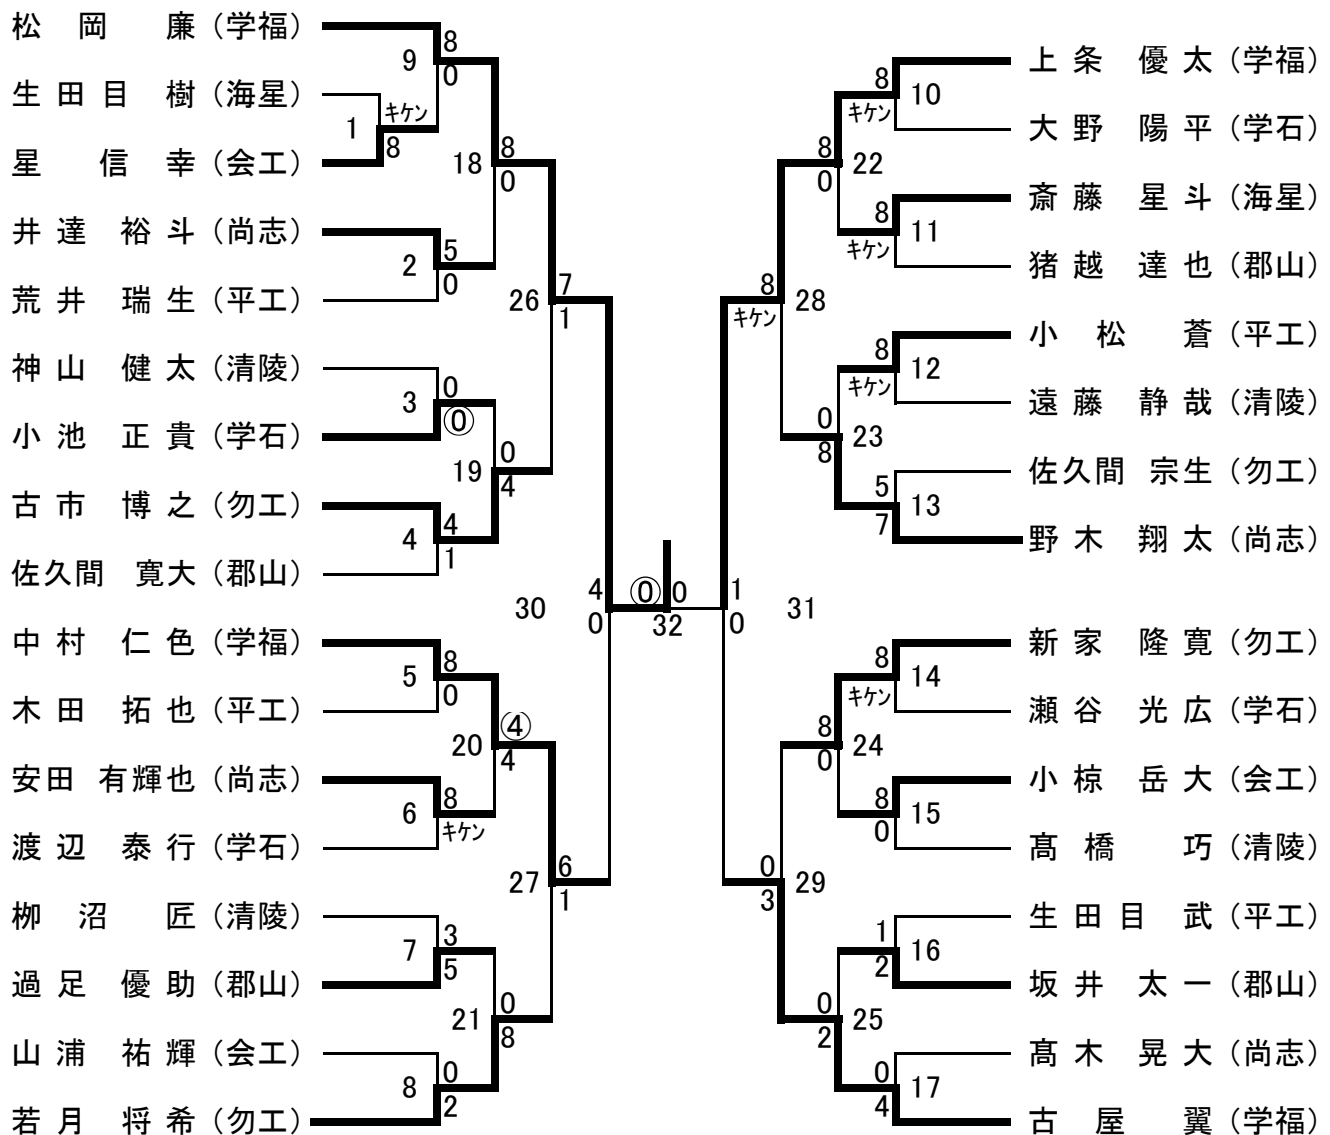 松岡 廉(学福)
8
9
0
生田目 樹(海星)
キケン
1
8
星 信幸(会工)
18
8
0
井達 裕斗(尚志)
5
2
0
荒井 瑞生(平工)
26
7
1
神山 健太(清陵)
0
3
⓪
小池 正貴(学石)
0
19
4
古市 博之(勿工)
4
4
1
佐久間 寛大(郡山)
30
4
0
⓪
0
32
1
0
31
中村 仁色(学福)
8
5
0
木田 拓也(平工)
④
20
4
安田 有輝也(尚志)
8
6
キケン
渡辺 泰行(学石)
6
27
1
栁沼 匠(清陵)
3
7
5
過足 優助(郡山)
0
21
8
山浦 祐輝(会工)
0
8
2
若月 将希(勿工)
上条 優太(学福)
8
10
キケン
大野 陽平(学石)
8
22
0
斎藤 星斗(海星)
8
11
キケン
猪越 達也(郡山)
8
28
キケン
小松 蒼(平工)
8
12
キケン
遠藤 静哉(清陵)
0
23
8
佐久間 宗生(勿工)
5
13
7
野木 翔太(尚志)
新家 隆寛(勿工)
8
14
キケン
瀬谷 光広(学石)
8
24
0
小椋 岳大(会工)
8
15
0
髙橋 巧(清陵)
0
29
3
生田目 武(平工)
1
16
2
坂井 太一(郡山)
0
25
2
髙木 晃大(尚志)
0
17
4
古屋 翼(学福)